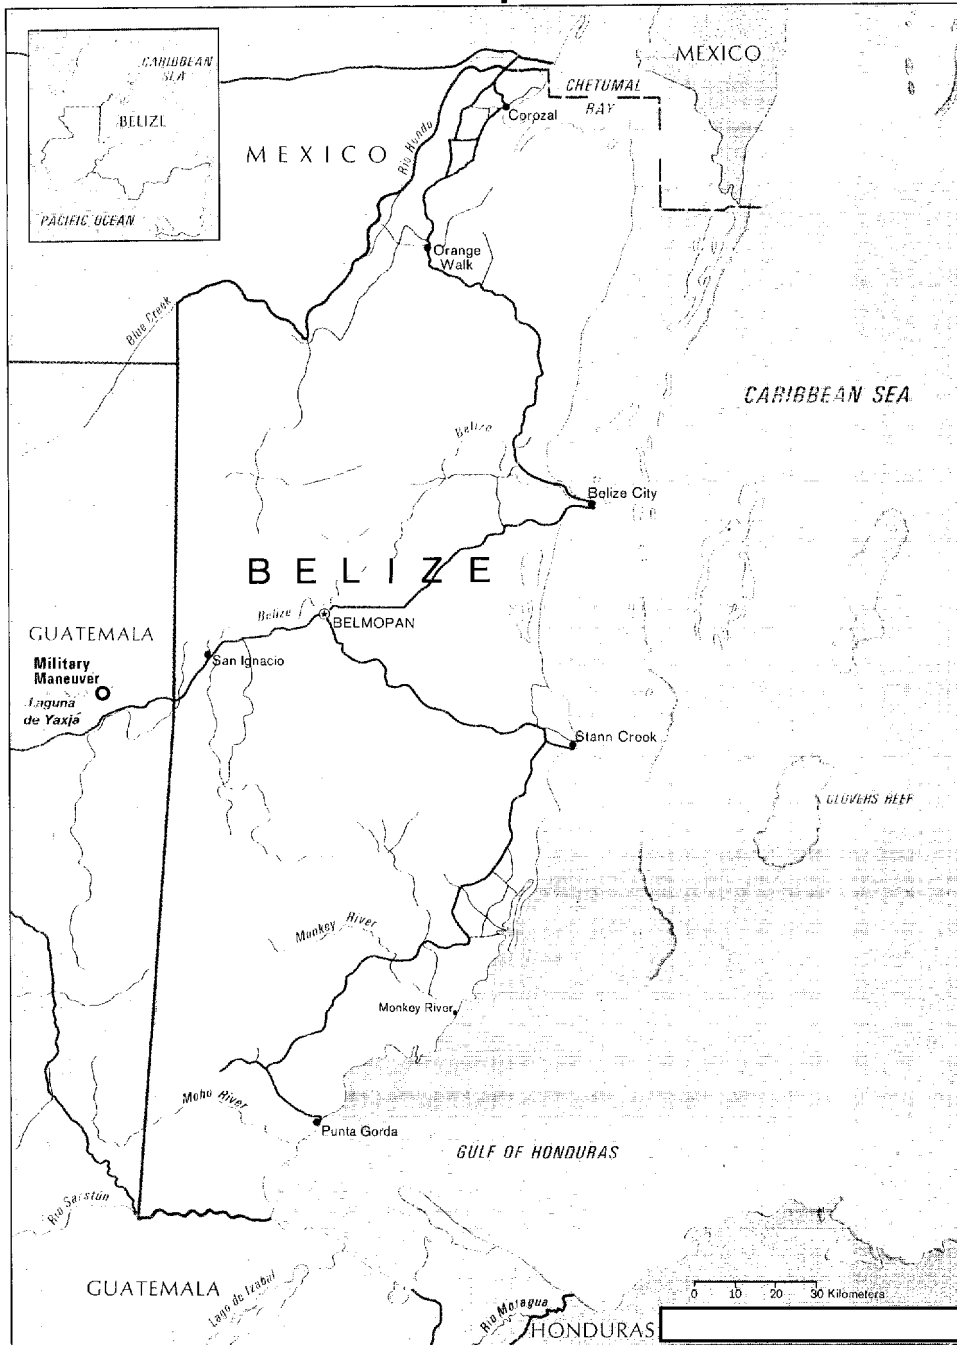 CARIBBEAN
SEA
BELIZE
PACIFIC OCEAN
MEXICO
CHETUMAL
BAY
Corozal
MEXICO
Rio Hondo
Orange
Walk
Blue Creek
CARIBBEAN SEA
Belize
Belize City
BELIZE
Belize
BELMOPAN
GUATEMALA
San Ignacio
Military
Maneuver
Laguna
de Yaxjá
Stann Creek
GLOVERS REEF
Monkey River
Monkey River
Moho River
Punta Gorda
GULF OF HONDURAS
Rio Sarstún
GUATEMALA
Lago de Izabal
0 10 20 30 Kilometers
Rio Motagua
HONDURAS